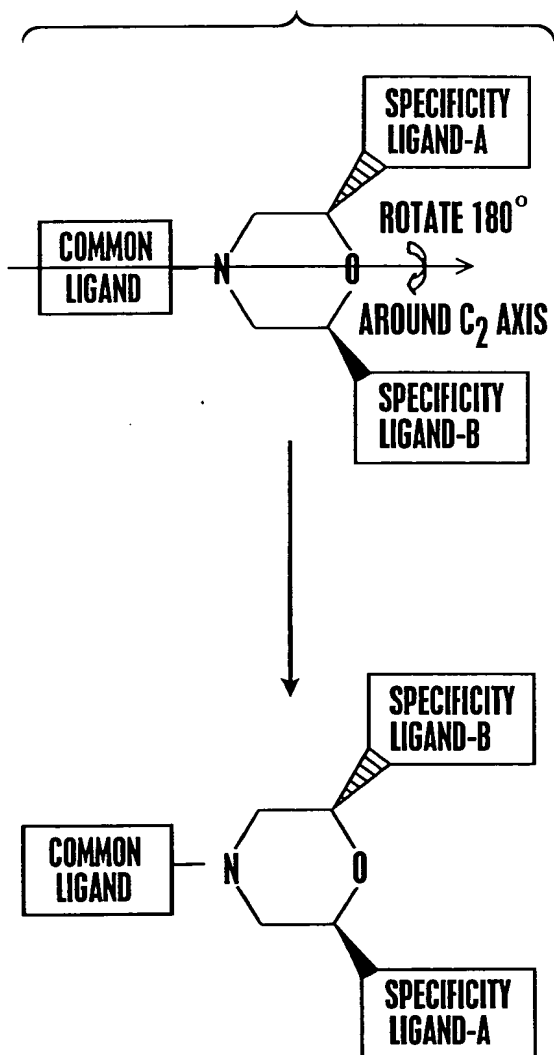 SPECIFICITY
LIGAND-A
ROTATE 180°
COMMON
LIGAND
N
O
AROUND C₂ AXIS
SPECIFICITY
LIGAND-B
SPECIFICITY
LIGAND-B
COMMON
LIGAND
N
O
SPECIFICITY
LIGAND-A